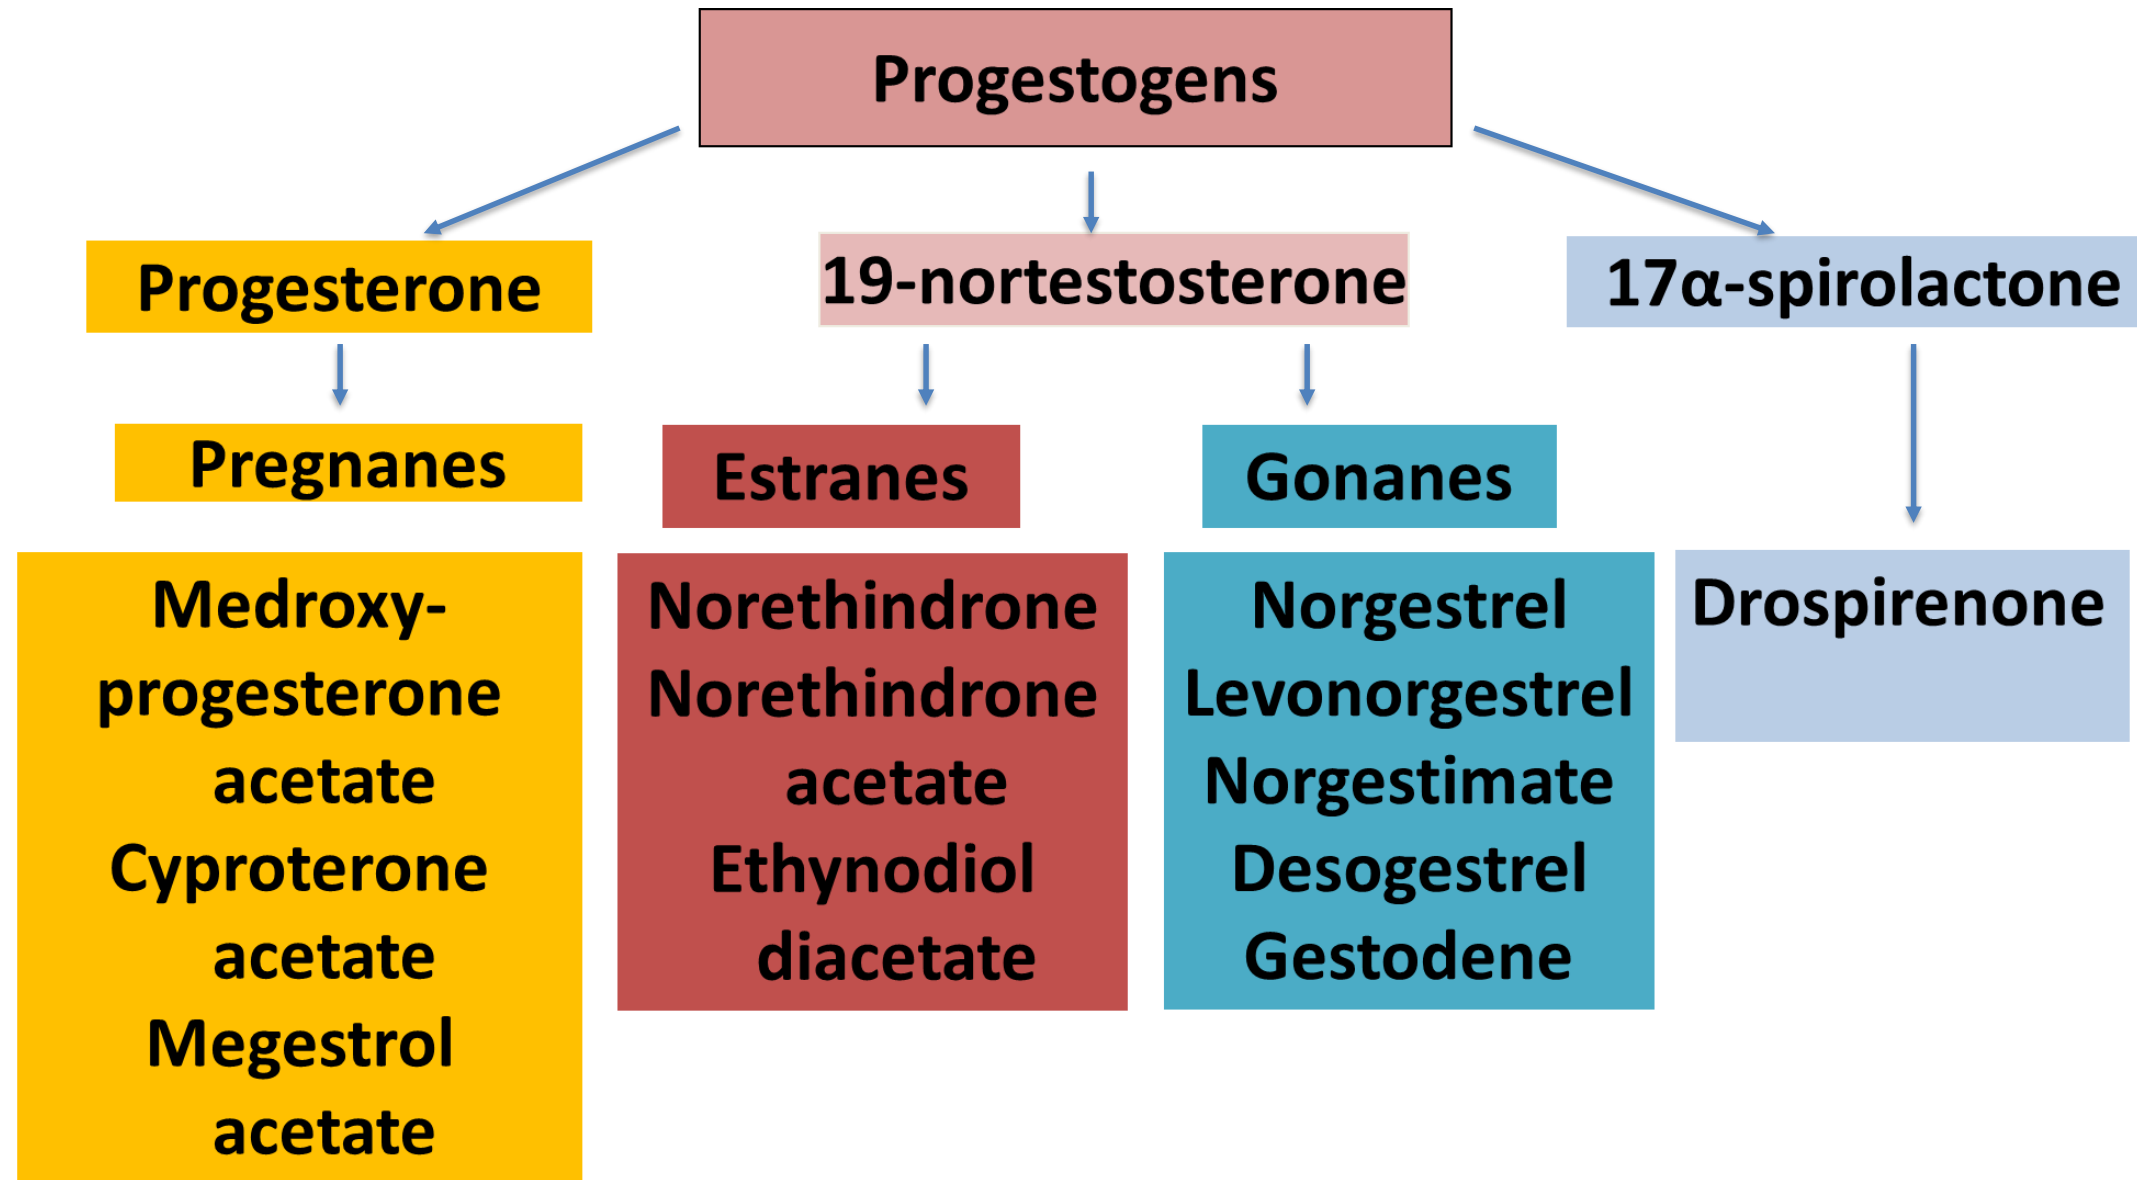 Progestogens
Progesterone
19-nortestosterone
17α-spirolactone
Pregnanes
Estranes
Gonanes
Medroxy-
progesterone
acetate
Cyproterone
acetate
Megestrol
acetate
Norethindrone
Norethindrone
acetate
Ethynodiol
diacetate
Norgestrel
Levonorgestrel
Norgestimate
Desogestrel
Gestodene
Drospirenone